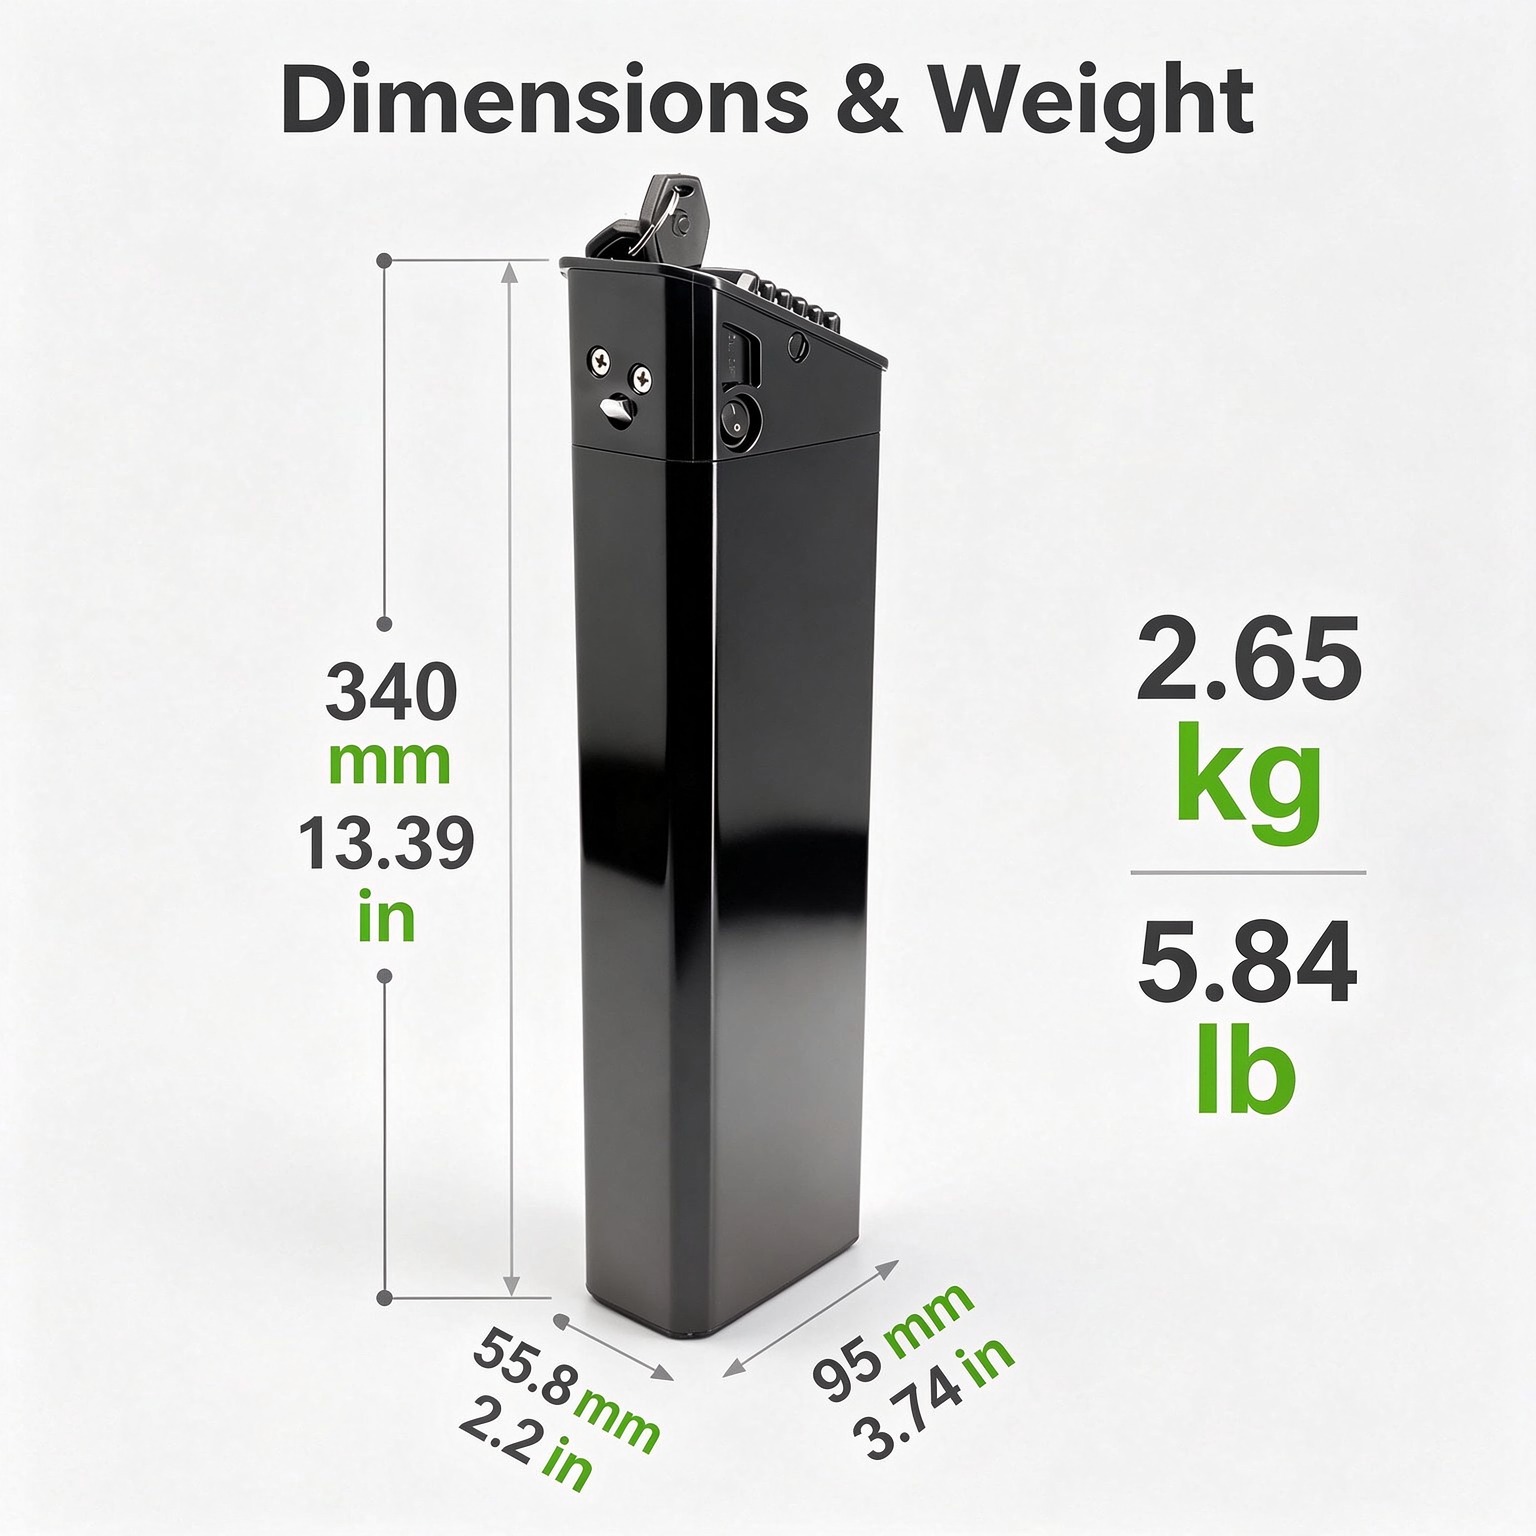 Dimensions & Weight
340
mm
13.39
in
2.65
kg
5.84
lb
55.8 mm
2.2 in
95 mm
3.74 in